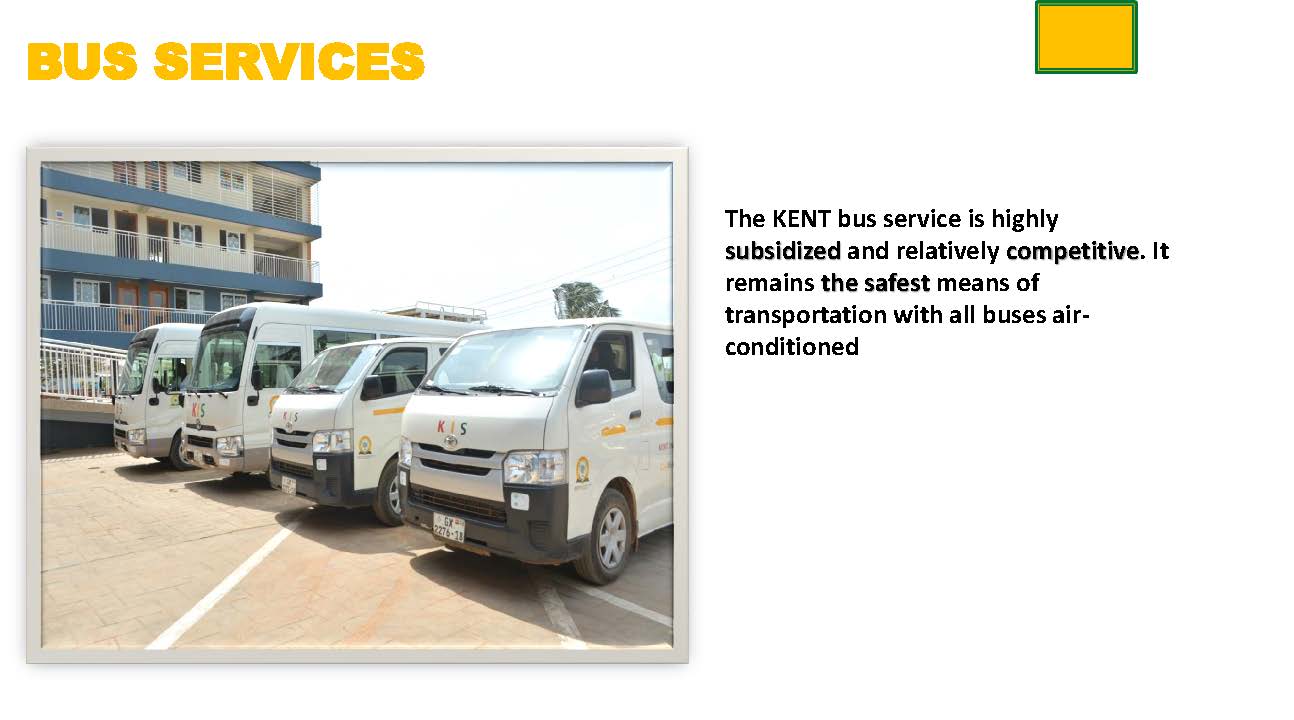 BUS SERVICES
The KENT bus service is highly
subsidized and relatively competitive. It
remains the safest means of
transportation with all buses air-
conditioned
KIS
KIS
KIS
KIS
GX
2276-18